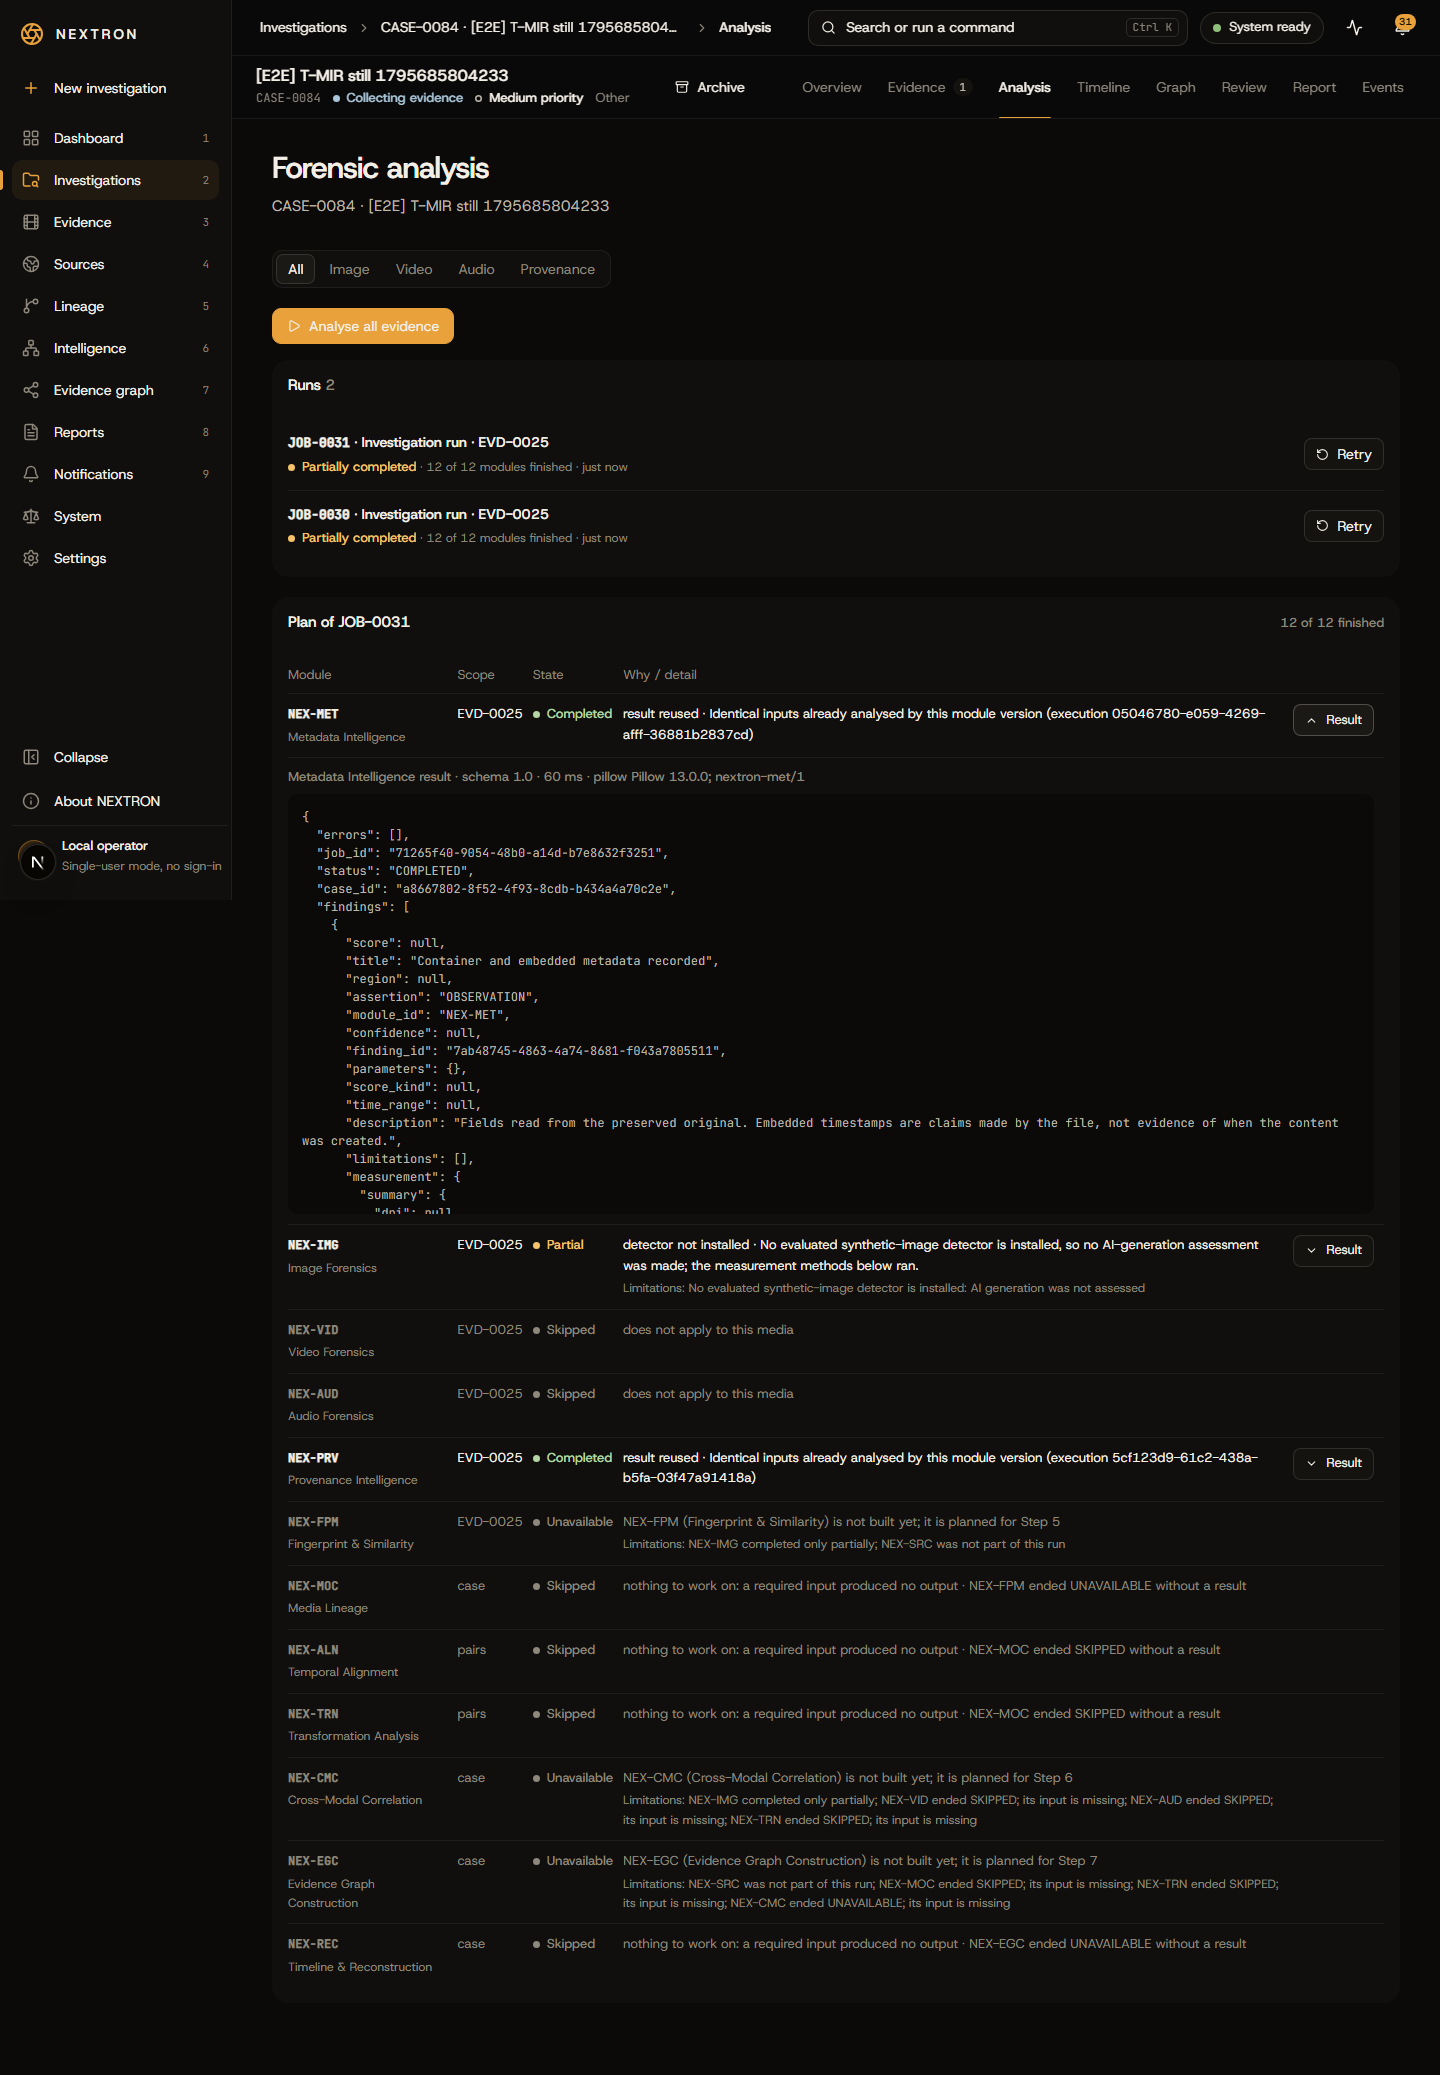 NEXTRON
New investigation
Dashboard 1
Investigations 2
Evidence 3
Sources 4
Lineage 5
Intelligence 6
Evidence graph 7
Reports 8
Notifications 9
System
Settings
Collapse
About NEXTRON
N
Local operator
Single-user mode, no sign-in
Investigations > CASE-0084 · [E2E] T-MIR still 1795685804... > Analysis
Search or run a command Ctrl K
System ready
31
[E2E] T-MIR still 1795685804233
CASE-0084 Collecting evidence Medium priority Other
Archive
Overview Evidence 1 Analysis Timeline Graph Review Report Events
Forensic analysis
CASE-0084 · [E2E] T-MIR still 1795685804233
All Image Video Audio Provenance
Analyse all evidence
Runs 2
JOB-0031 · Investigation run · EVD-0025
Partially completed · 12 of 12 modules finished · just now
Retry
JOB-0030 · Investigation run · EVD-0025
Partially completed · 12 of 12 modules finished · just now
Retry
Plan of JOB-0031 12 of 12 finished
Module Scope State Why / detail
NEX-MET EVD-0025 Completed result reused · Identical inputs already analysed by this module version (execution 05046780-e059-4269-
Metadata Intelligence afff-36881b2837cd)
Result
Metadata Intelligence result · schema 1.0 · 60 ms · pillow Pillow 13.0.0; nextron-met/1
{
"errors": [],
"job_id": "71265f40-9054-48b0-a14d-b7e8632f3251",
"status": "COMPLETED",
"case_id": "a8667802-8f52-4f93-8cdb-b434a4a70c2e",
"findings": [
{
"score": null,
"title": "Container and embedded metadata recorded",
"region": null,
"assertion": "OBSERVATION",
"module_id": "NEX-MET",
"confidence": null,
"finding_id": "7ab48745-4863-4a74-8681-f043a7805511",
"parameters": {},
"score_kind": null,
"time_range": null,
"description": "Fields read from the preserved original. Embedded timestamps are claims made by the file, not evidence of when the content
was created.",
"limitations": [],
"measurement": {
"summary": {
"dpi": null
NEX-IMG EVD-0025 Partial detector not installed · No evaluated synthetic-image detector is installed, so no AI-generation assessment
Image Forensics was made; the measurement methods below ran.
Limitations: No evaluated synthetic-image detector is installed: AI generation was not assessed
Result
NEX-VID EVD-0025 Skipped does not apply to this media
Video Forensics
NEX-AUD EVD-0025 Skipped does not apply to this media
Audio Forensics
NEX-PRV EVD-0025 Completed result reused · Identical inputs already analysed by this module version (execution 5cf123d9-61c2-438a-
Provenance Intelligence b5fa-03f47a91418a)
Result
NEX-FPM EVD-0025 Unavailable NEX-FPM (Fingerprint & Similarity) is not built yet; it is planned for Step 5
Fingerprint & Similarity Limitations: NEX-IMG completed only partially; NEX-SRC was not part of this run
NEX-MOC case Skipped nothing to work on: a required input produced no output · NEX-FPM ended UNAVAILABLE without a result
Media Lineage
NEX-ALN pairs Skipped nothing to work on: a required input produced no output · NEX-MOC ended SKIPPED without a result
Temporal Alignment
NEX-TRN pairs Skipped nothing to work on: a required input produced no output · NEX-MOC ended SKIPPED without a result
Transformation Analysis
NEX-CMC case Unavailable NEX-CMC (Cross-Modal Correlation) is not built yet; it is planned for Step 6
Cross-Modal Correlation Limitations: NEX-IMG completed only partially; NEX-VID ended SKIPPED; its input is missing; NEX-AUD ended SKIPPED;
its input is missing; NEX-TRN ended SKIPPED; its input is missing
NEX-EGC case Unavailable NEX-EGC (Evidence Graph Construction) is not built yet; it is planned for Step 7
Evidence Graph Limitations: NEX-SRC was not part of this run; NEX-MOC ended SKIPPED; its input is missing; NEX-TRN ended SKIPPED;
Construction its input is missing; NEX-CMC ended UNAVAILABLE; its input is missing
NEX-REC case Skipped nothing to work on: a required input produced no output · NEX-EGC ended UNAVAILABLE without a result
Timeline & Reconstruction